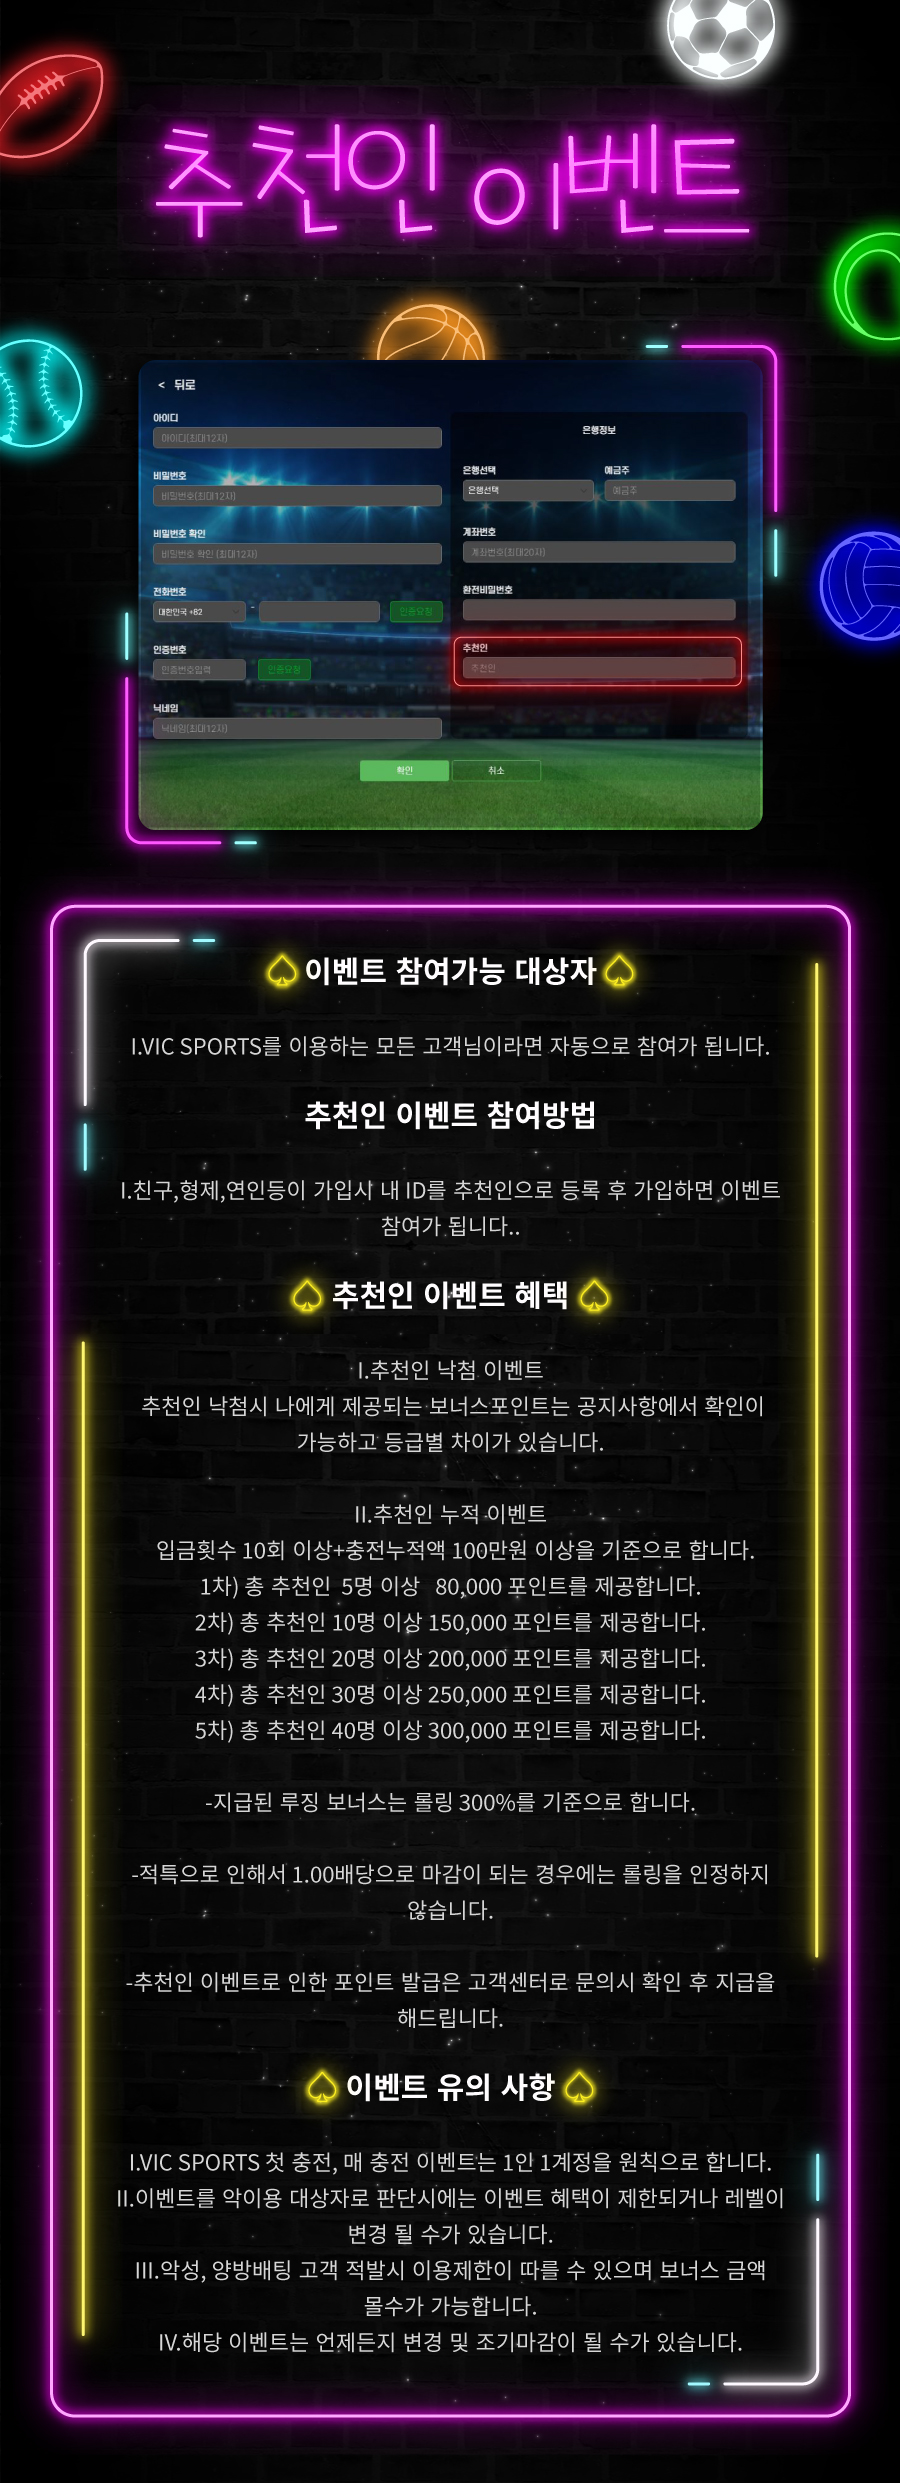 추천인 이벤트
< 뒤로
아이디
아이디(최대12자)
비밀번호
비밀번호(최대12자)
비밀번호 확인
비밀번호 확인 (최대12자)
전화번호
대한민국 +82
-
인증요청
인증번호
인증번호입력
인증요청
닉네임
닉네임(최대12자)
은행정보
은행선택 예금주
은행선택 예금주
계좌번호
계좌번호(최대20자)
환전비밀번호
추천인
추천인
확인 취소
이벤트 참여가능 대상자
I.VIC SPORTS를 이용하는 모든 고객님이라면 자동으로 참여가 됩니다.
추천인 이벤트 참여방법
I.친구,형제,연인등이 가입시 내 ID를 추천인으로 등록 후 가입하면 이벤트
참여가 됩니다..
추천인 이벤트 혜택
I.추천인 낙첨 이벤트
추천인 낙첨시 나에게 제공되는 보너스포인트는 공지사항에서 확인이
가능하고 등급별 차이가 있습니다.
II.추천인 누적 이벤트
입금횟수 10회 이상+충전누적액 100만원 이상을 기준으로 합니다.
1차) 총 추천인 5명 이상 80,000 포인트를 제공합니다.
2차) 총 추천인 10명 이상 150,000 포인트를 제공합니다.
3차) 총 추천인 20명 이상 200,000 포인트를 제공합니다.
4차) 총 추천인 30명 이상 250,000 포인트를 제공합니다.
5차) 총 추천인 40명 이상 300,000 포인트를 제공합니다.
-지급된 루징 보너스는 롤링 300%를 기준으로 합니다.
-적특으로 인해서 1.00배당으로 마감이 되는 경우에는 롤링을 인정하지
않습니다.
-추천인 이벤트로 인한 포인트 발급은 고객센터로 문의시 확인 후 지급을
해드립니다.
이벤트 유의 사항
I.VIC SPORTS 첫 충전, 매 충전 이벤트는 1안 1계정을 원칙으로 합니다.
II.이벤트를 악이용 대상자로 판단시에는 이벤트 혜택이 제한되거나 레벨이
변경 될 수가 있습니다.
III.악성, 양방배팅 고객 적발시 이용제한이 따를 수 있으며 보너스 금액
몰수가 가능합니다.
IV.해당 이벤트는 언제든지 변경 및 조기마감이 될 수가 있습니다.